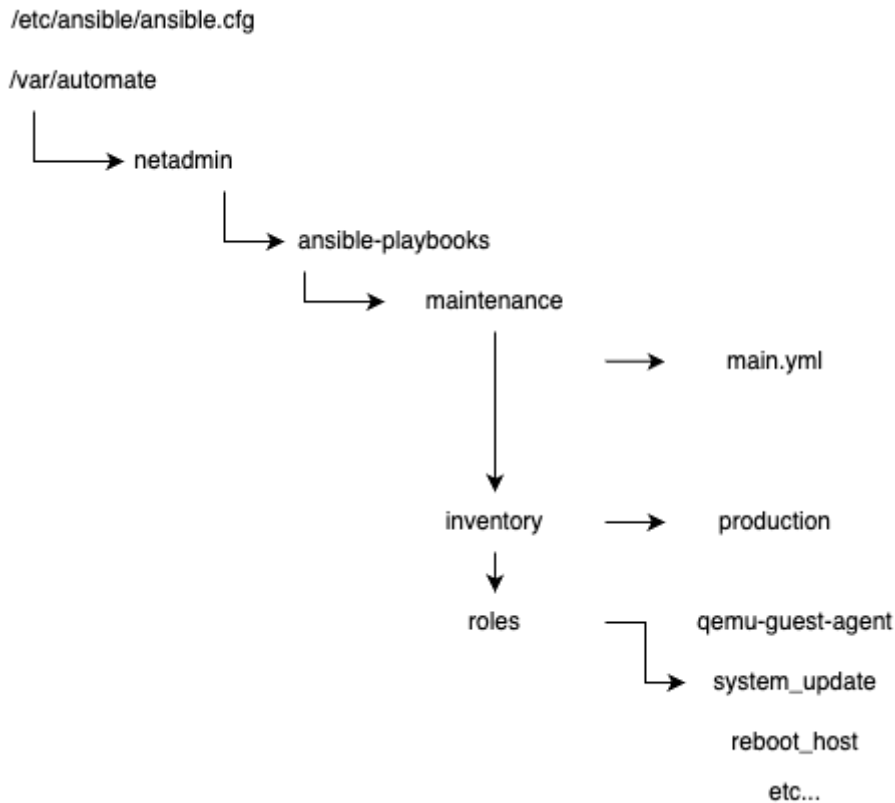 /etc/ansible/ansible.cfg
/var/automate
netadmin
ansible-playbooks
maintenance
main.yml
inventory
production
roles
qemu-guest-agent
system_update
reboot_host
etc...